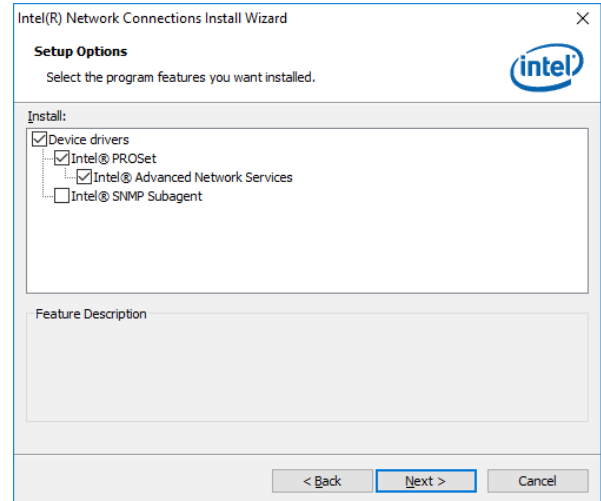 Intel(R) Network Connections Install Wizard
Setup Options
Select the program features you want installed.
intel
Install:
Device drivers
Intel® PROSet
Intel® Advanced Network Services
Intel® SNMP Subagent
Feature Description
< Back
Next >
Cancel